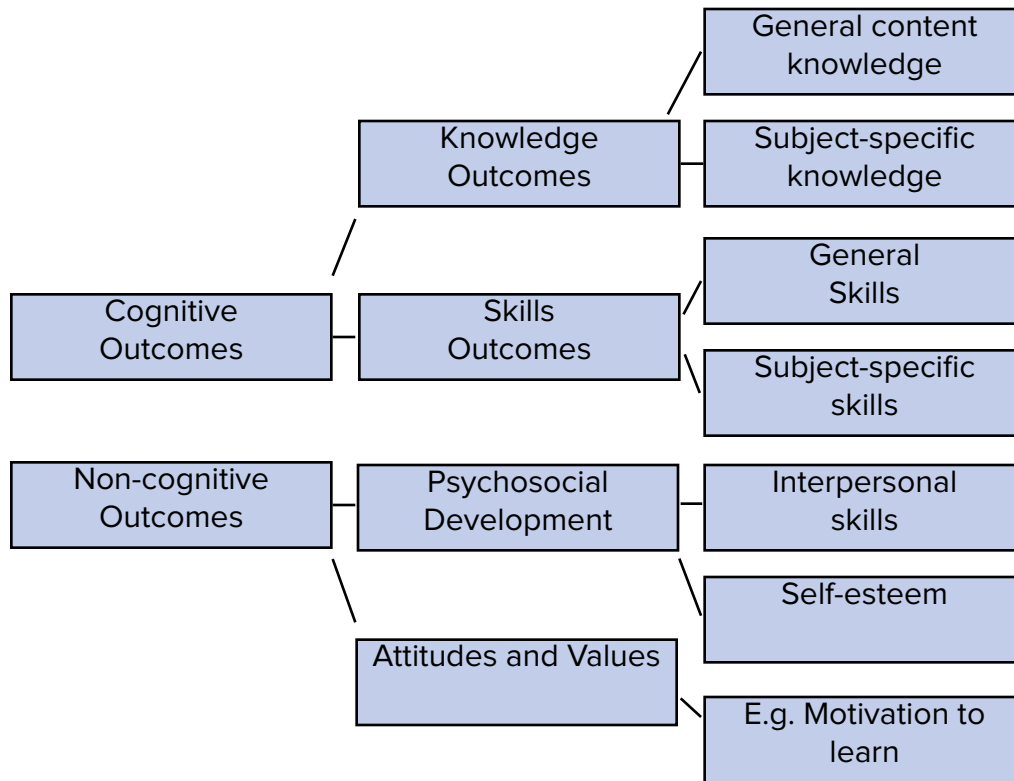 General content
knowledge
Knowledge
Outcomes
Subject-specific
knowledge
General
Skills
Cognitive
Outcomes
Skills
Outcomes
Subject-specific
skills
Non-cognitive
Outcomes
Psychosocial
Development
Interpersonal
skills
Self-esteem
Attitudes and Values
E.g. Motivation to
learn